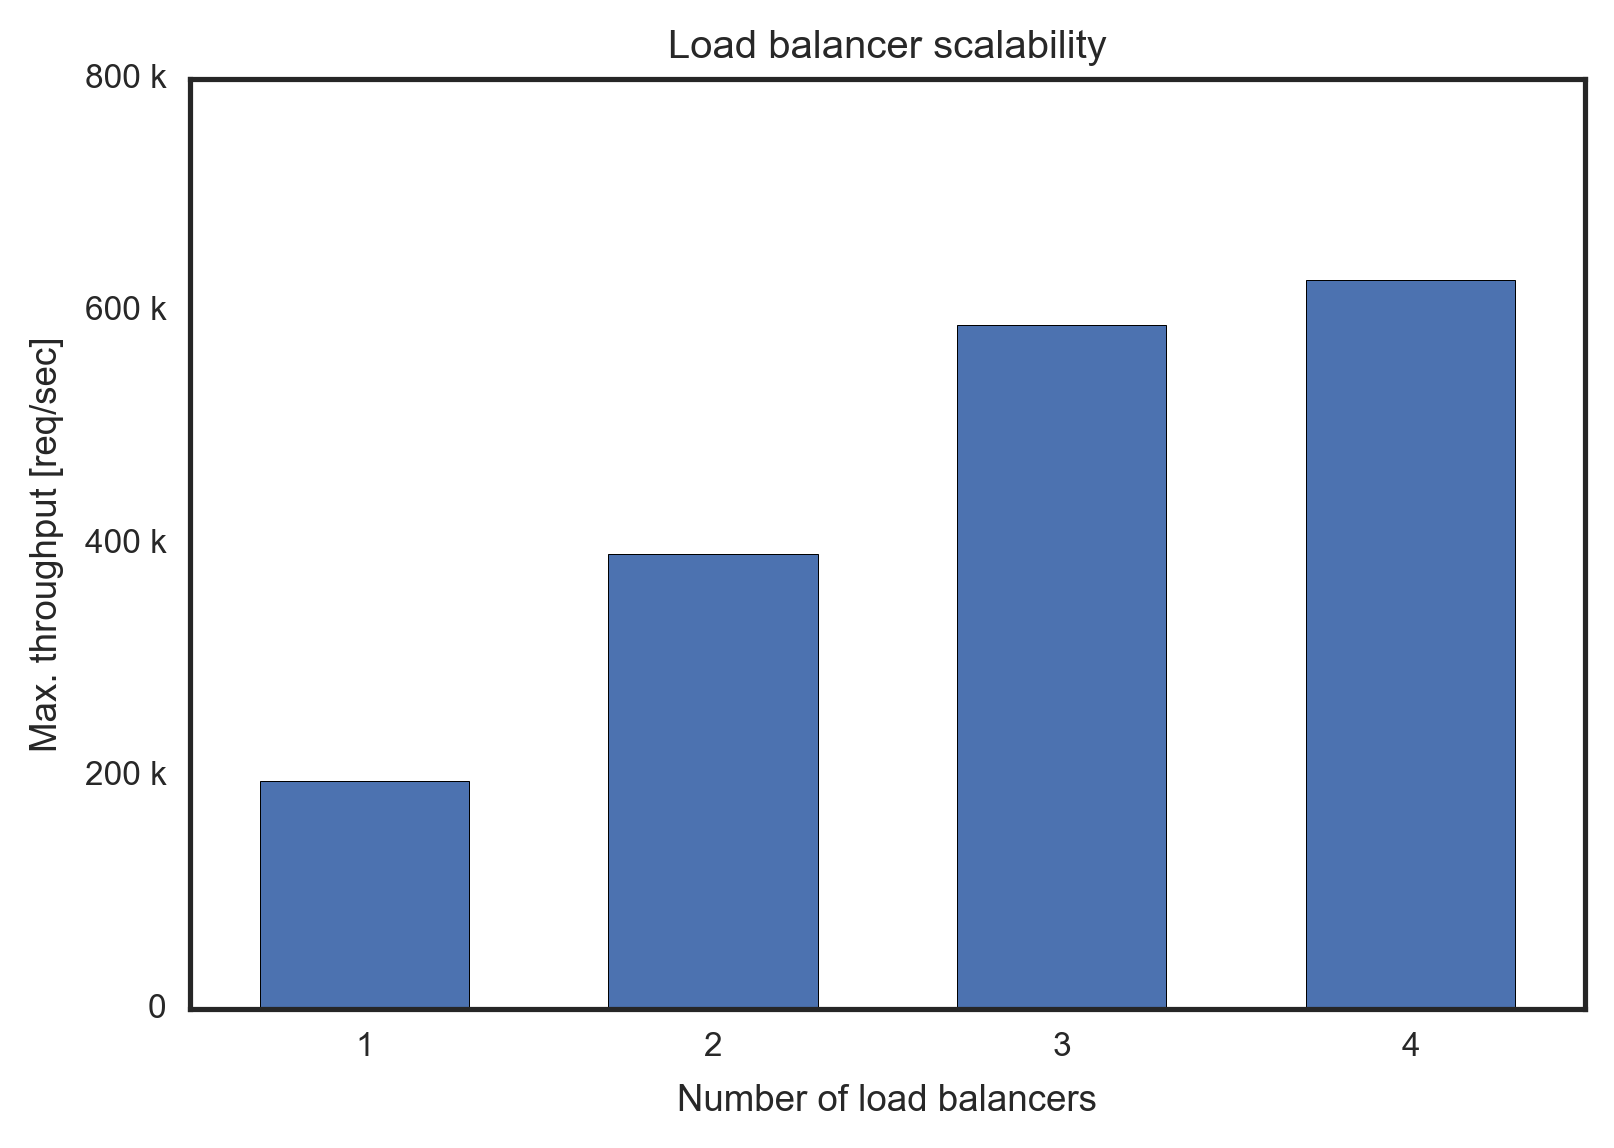 Load balancer scalability
800 k
600 k
400 k
200 k
0
Max. throughput [req/sec]
1 2 3 4
Number of load balancers